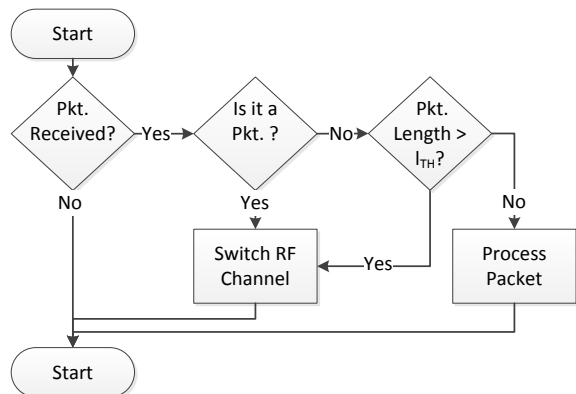 Start
Pkt.
Received?
Yes
Is it a
Pkt. ?
No
Pkt.
Length >
lTH?
No
Yes
No
Switch RF
Channel
Yes
Process
Packet
Start